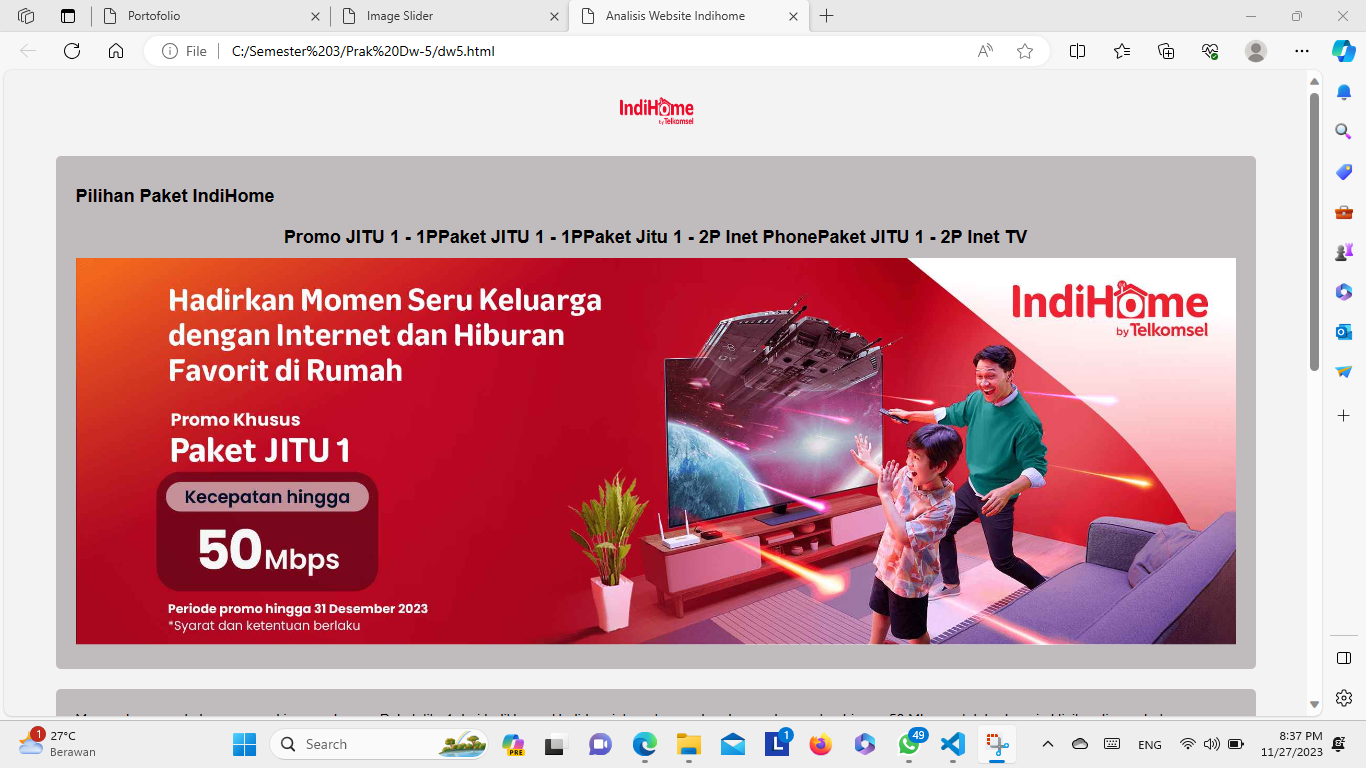 Portofolio
Image Slider
Analisis Website Indihome
File
C:/Semester%203/Prak%20Dw-5/dw5.html
IndiHome
by Telkomsel
Pilihan Paket IndiHome
Promo JITU 1 - 1PPaket JITU 1 - 1PPaket Jitu 1 - 2P Inet PhonePaket JITU 1 - 2P Inet TV
Hadirkan Momen Seru Keluarga
dengan Internet dan Hiburan
Favorit di Rumah
IndiHome
by Telkomsel
Promo Khusus
Paket JITU 1
Kecepatan hingga
50 Mbps
Periode promo hingga 31 Desember 2023
*Syarat dan ketentuan berlaku
1
27°C
Berawan
Search
PRE
1
49
ENG
8:37 PM
11/27/2023